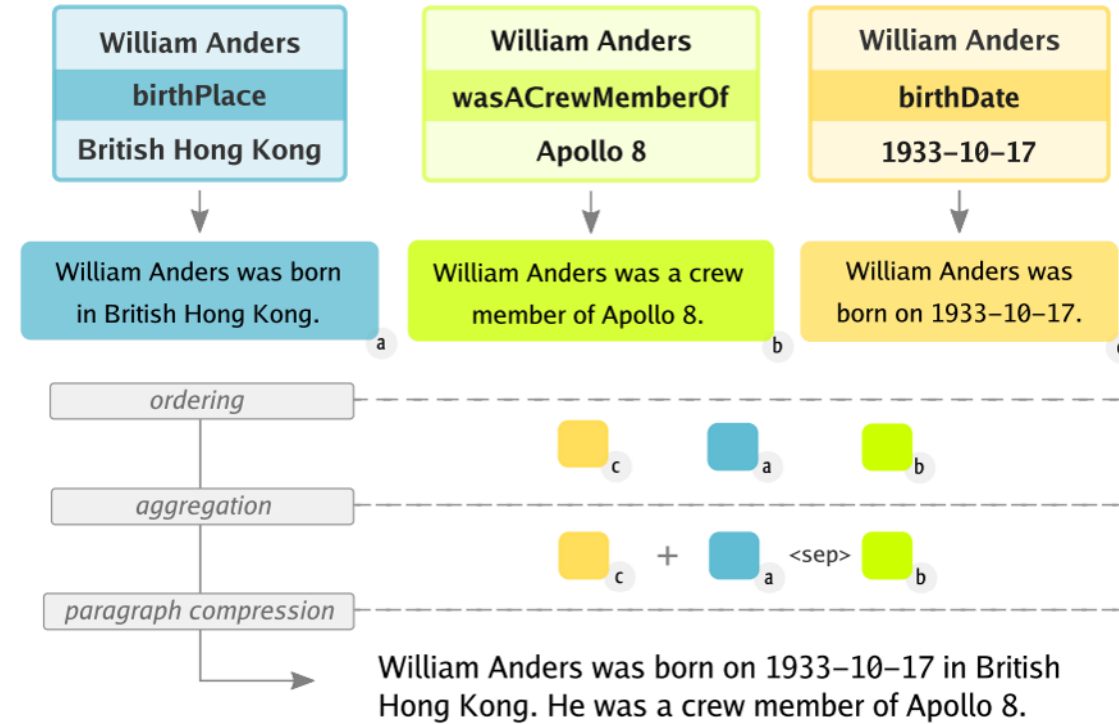 William Anders
birthPlace
British Hong Kong
William Anders
wasACrewMemberOf
Apollo 8
William Anders
birthDate
1933-10-17
William Anders was born
in British Hong Kong.
a
William Anders was a crew
member of Apollo 8.
b
William Anders was
born on 1933-10-17.
ordering
c
a
b
aggregation
c
+
a
<sep>
b
paragraph compression
William Anders was born on 1933-10-17 in British
Hong Kong. He was a crew member of Apollo 8.